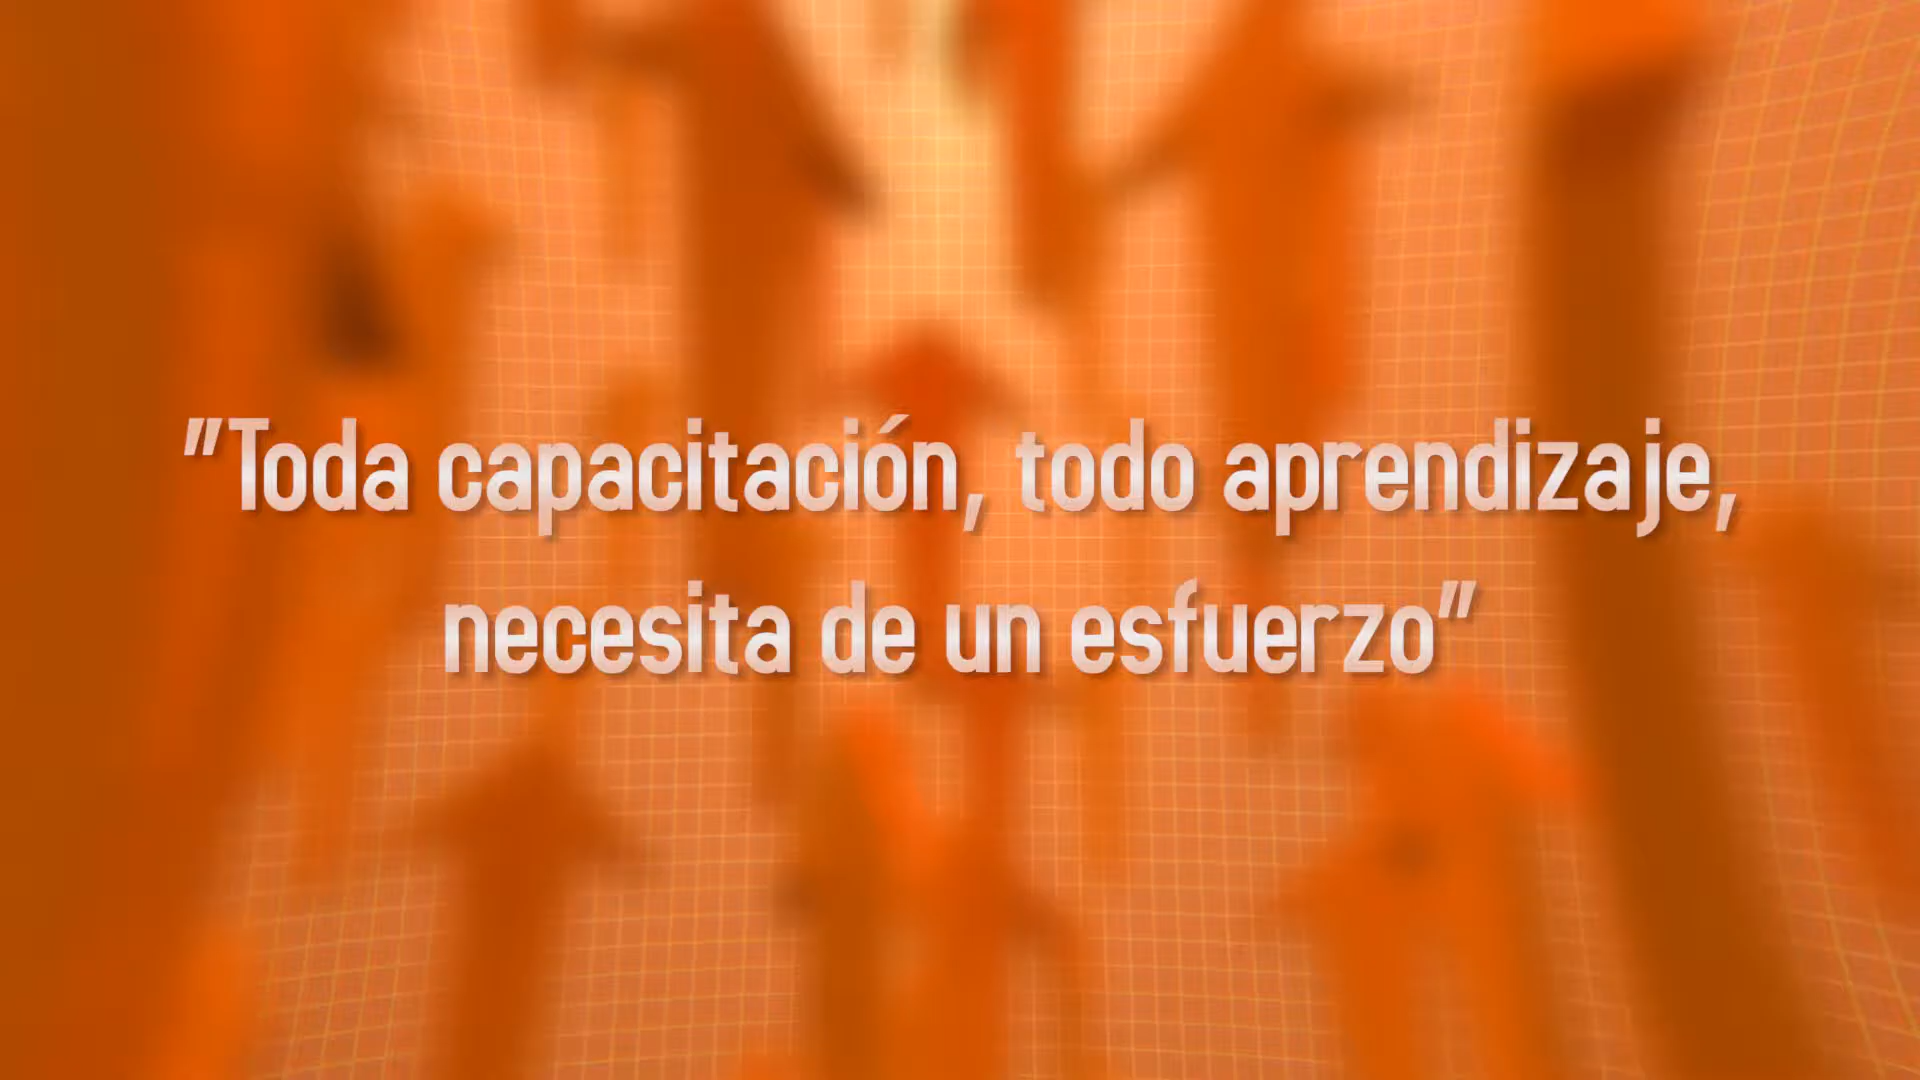 "Toda capacitación, todo aprendizaje,
necesita de un esfuerzo"